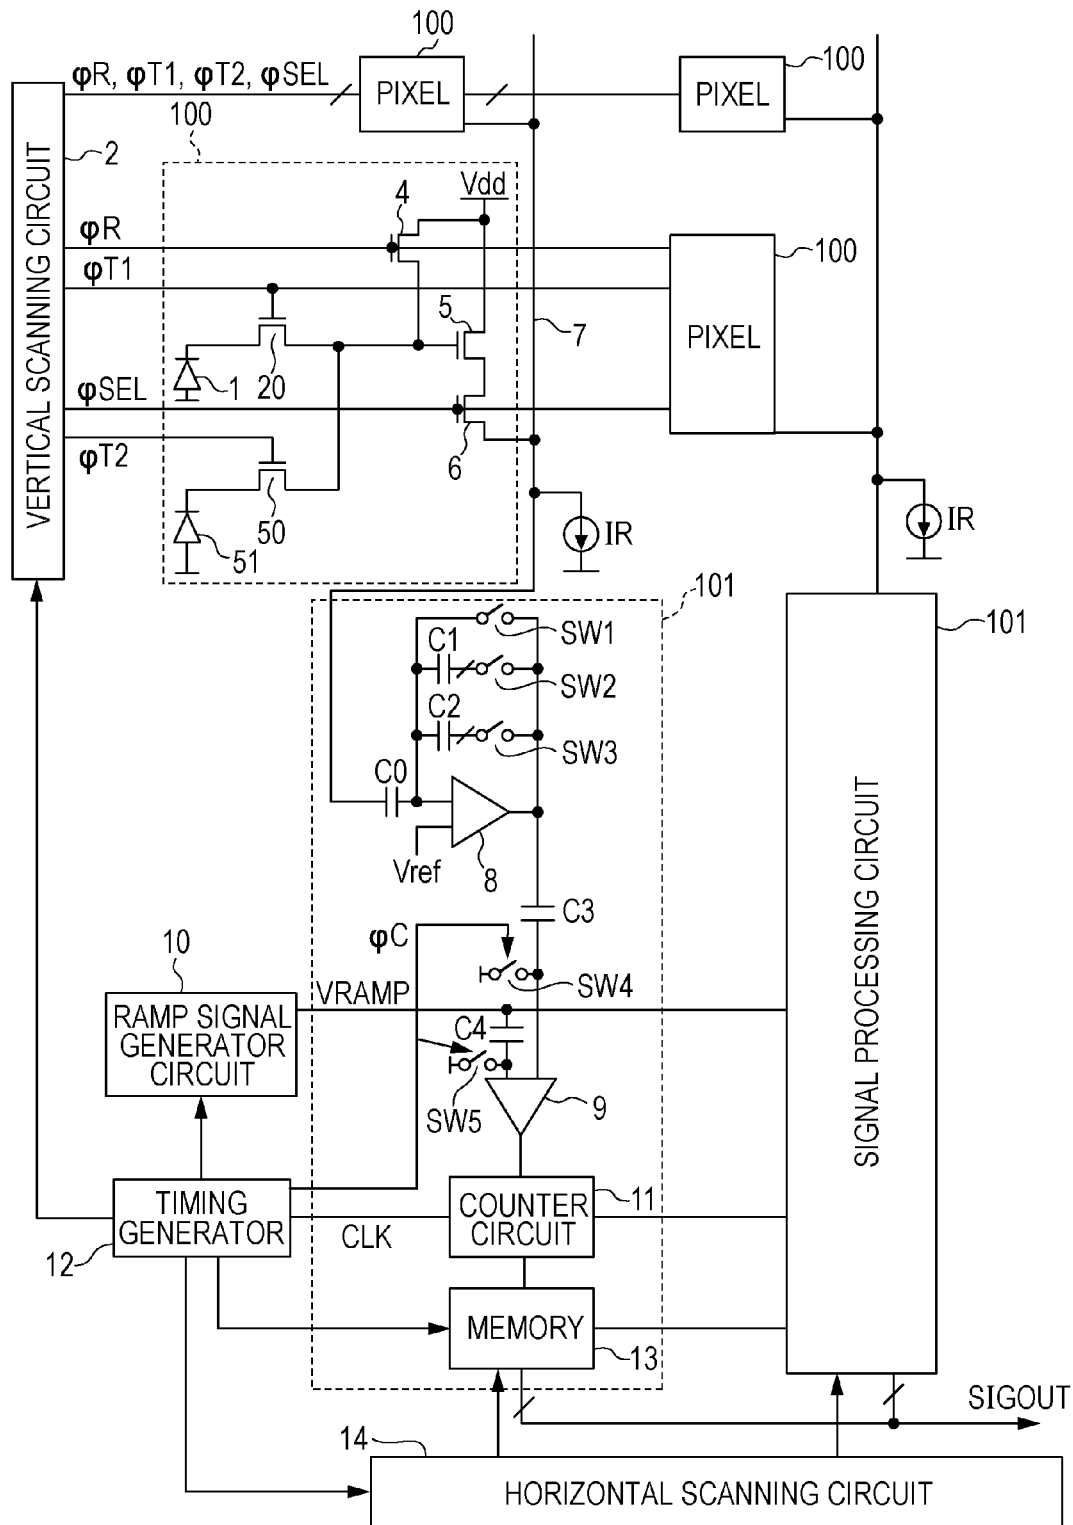 100
φR, φT1, φT2, φSEL
PIXEL
100
PIXEL
100
2
VERTICAL SCANNING CIRCUIT
Vdd
4
φR
φT1
100
5
7
PIXEL
1
20
φSEL
6
φT2
50
51
IR
IR
101
101
SW1
C1
SW2
C2
SW3
C0
Vref
8
SIGNAL PROCESSING CIRCUIT
C3
φC
10
SW4
VRAMP
RAMP SIGNAL
GENERATOR
CIRCUIT
C4
SW5
9
TIMING
GENERATOR
12
CLK
COUNTER
CIRCUIT
11
MEMORY
13
SIGOUT
14
HORIZONTAL SCANNING CIRCUIT